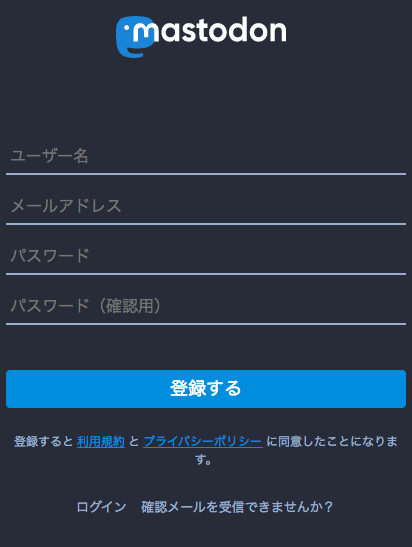 mastodon
ユーザー名
メールアドレス
パスワード
パスワード（確認用）
登録する
登録すると 利用規約 と プライバシーポリシー に同意したことになりま
す。
ログイン 確認メールを受信できませんか？